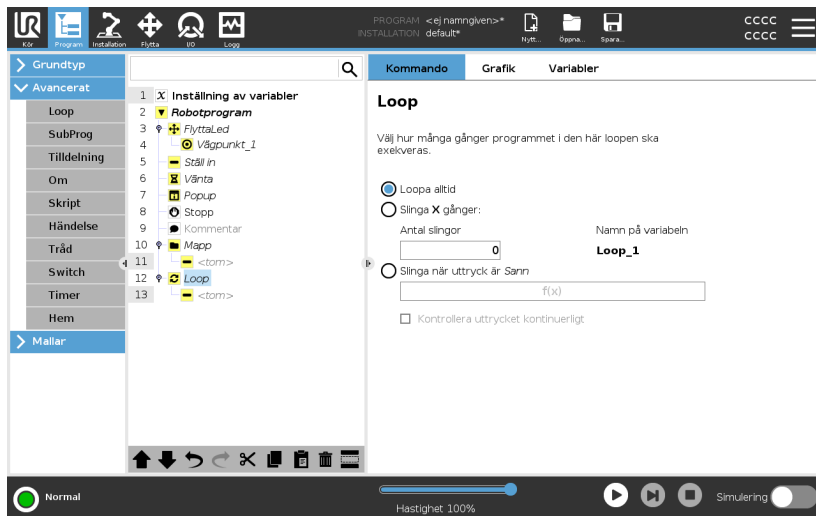 UR
Kör
Program
Installation
Flytta
I/O
Logg
PROGRAM <ej namngiven>*
INSTALLATION default*
Nytt...
Öppna...
Spara...
CCCC
CCCC
Grundtyp
Avancerat
Loop
SubProg
Tilldelning
Om
Skript
Händelse
Tråd
Switch
Timer
Hem
Mallar
1 X Inställning av variabler
2 Robotprogram
3 FlyttaLed
4 Vägpunkt_1
5 Ställ in
6 Vänta
7 Popup
8 Stopp
9 Kommentar
10 Mapp
11 <tom>
12 Loop
13 <tom>
Kommando Grafik Variabler
Loop
Välj hur många gånger programmet i den här loopen ska
exekveras.
Loopa alltid
Slinga X gånger:
Antal slingor Namn på variabeln
0 Loop_1
Slinga när uttryck är Sann
f(x)
Kontrollera uttrycket kontinuerligt
Normal
Hastighet 100%
Simulering